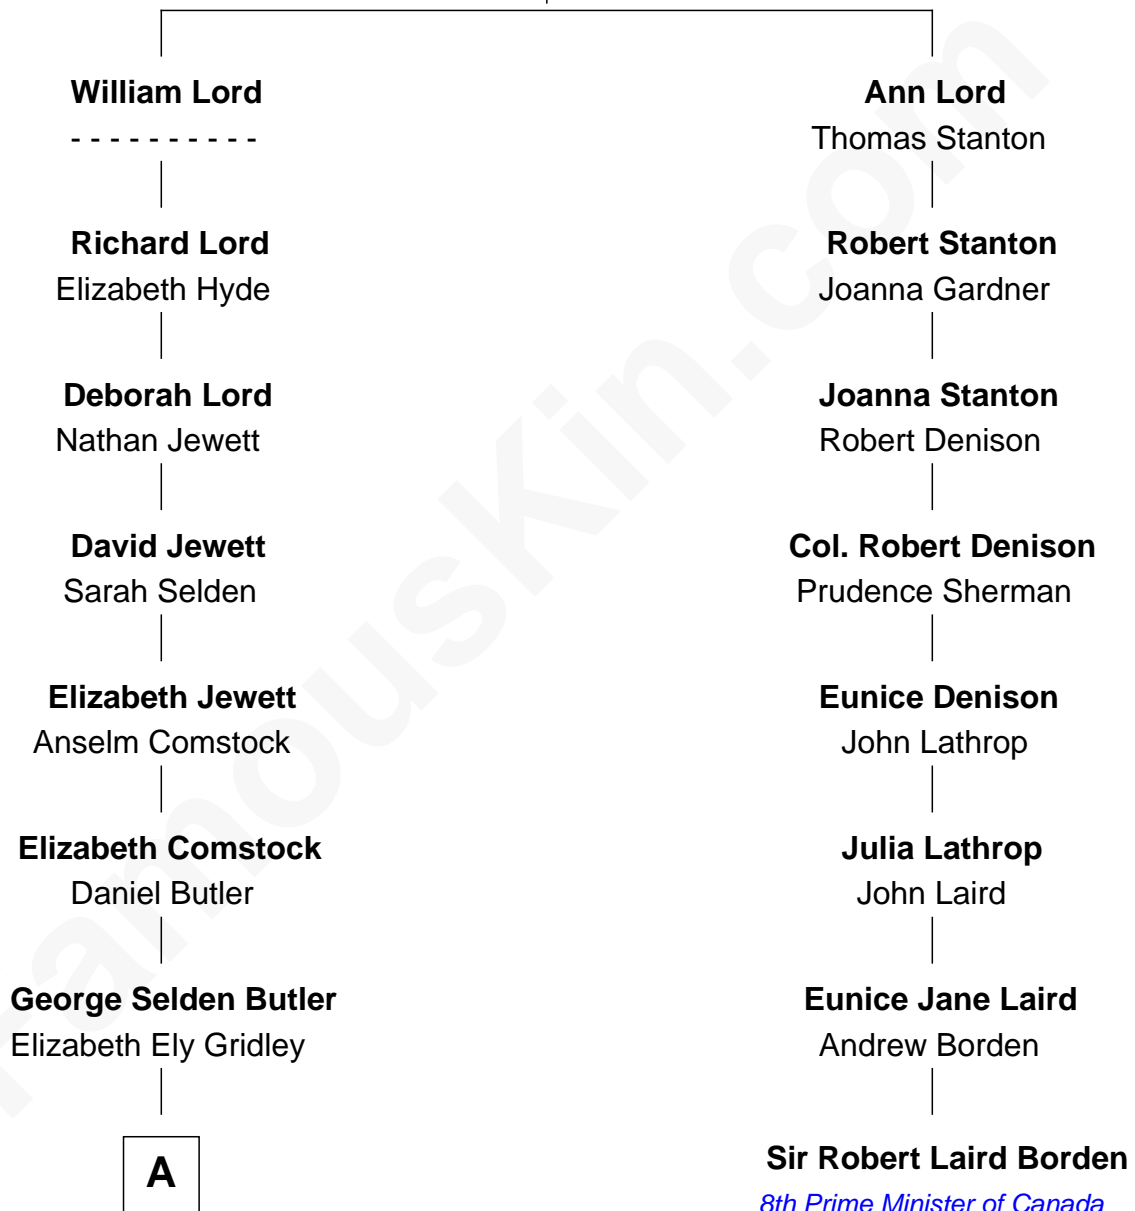 William Lord
- - - - - - - - - -
Richard Lord
Elizabeth Hyde
Deborah Lord
Nathan Jewett
David Jewett
Sarah Selden
Elizabeth Jewett
Anselm Comstock
Elizabeth Comstock
Daniel Butler
George Selden Butler
Elizabeth Ely Gridley
A
Ann Lord
Thomas Stanton
Robert Stanton
Joanna Gardner
Joanna Stanton
Robert Denison
Col. Robert Denison
Prudence Sherman
Eunice Denison
John Lathrop
Julia Lathrop
John Laird
Eunice Jane Laird
Andrew Borden
Sir Robert Laird Borden
8th Prime Minister of Canada
FamousKin.com